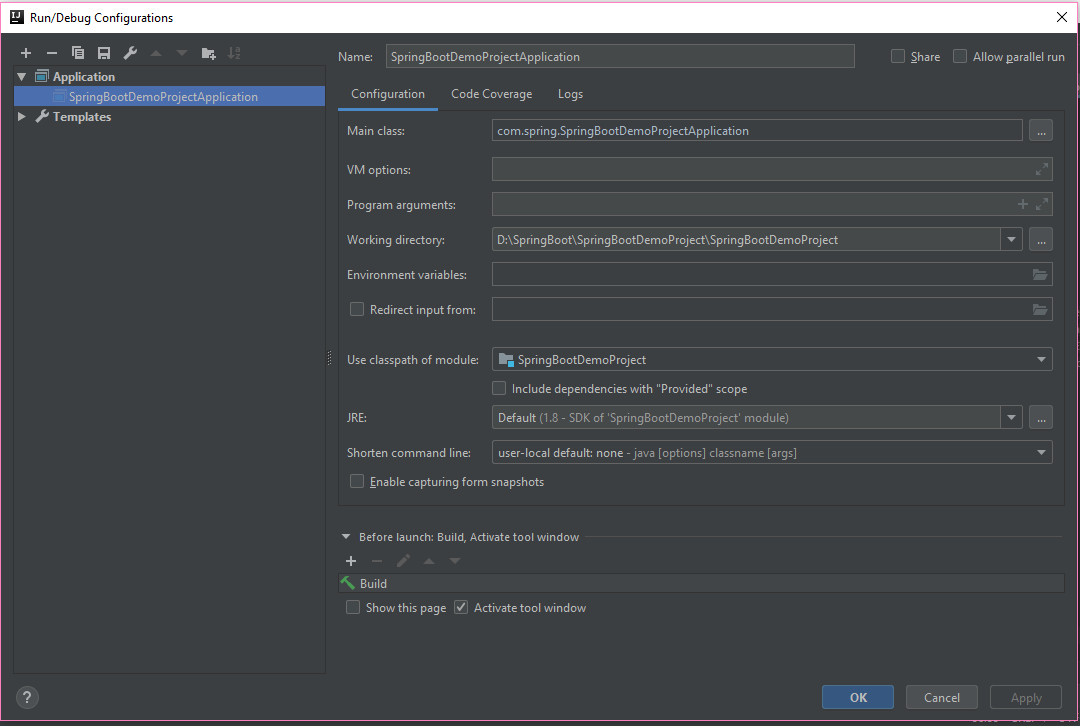 Run/Debug Configurations
Name: SpringBootDemoProjectApplication Share Allow parallel run
Application
SpringBootDemoProjectApplication
Templates
Configuration Code Coverage Logs
Main class: com.spring.SpringBootDemoProjectApplication ...
VM options:
Program arguments:
Working directory: D:\SpringBoot\SpringBootDemoProject\SpringBootDemoProject ...
Environment variables:
Redirect input from:
Use classpath of module: SpringBootDemoProject
Include dependencies with "Provided" scope
JRE: Default (1.8 - SDK of 'SpringBootDemoProject' module) ...
Shorten command line: user-local default: none - java [options] classname [args]
Enable capturing form snapshots
Before launch: Build, Activate tool window
Build
Show this page Activate tool window
? OK Cancel Apply